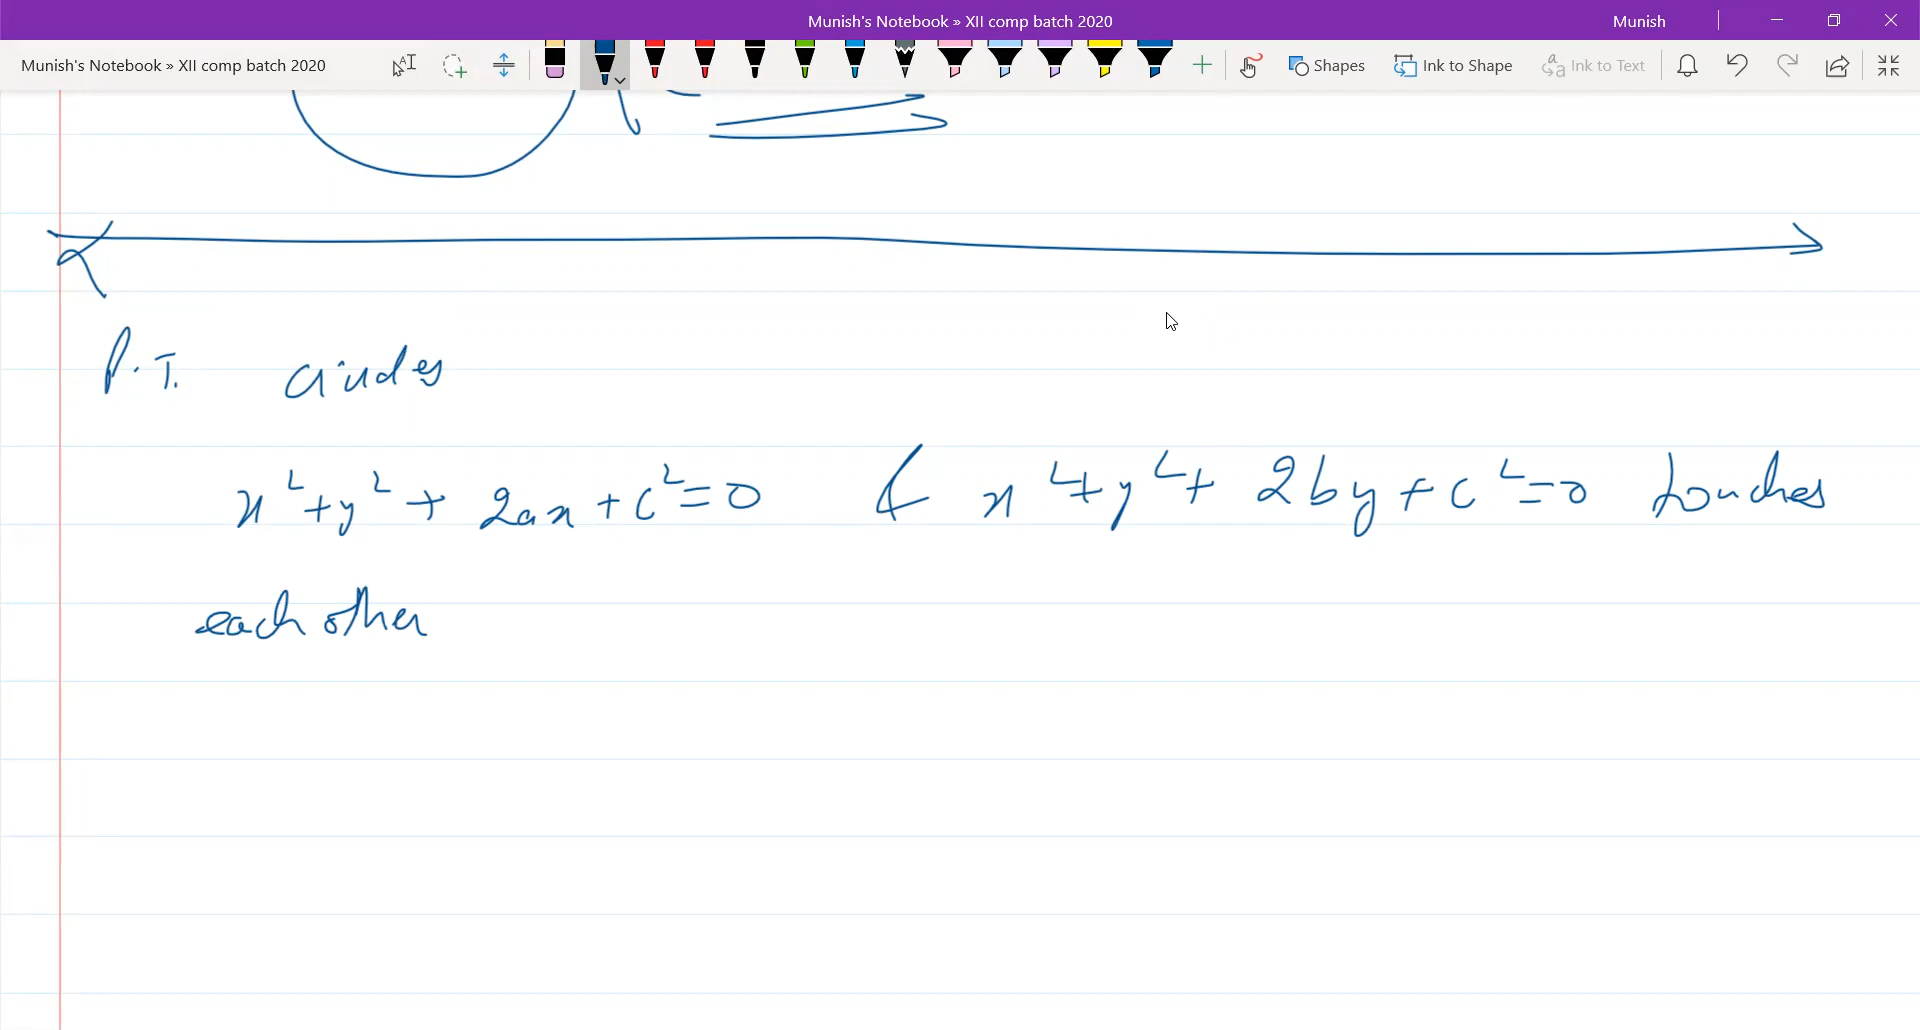 Munish's Notebook » XII comp batch 2020 Munish
Munish's Notebook » XII comp batch 2020 Shapes Ink to Shape Ink to Text
P.T. circles
x²+y²+2ax+c²=0 & x²+y²+2by+c²=0 touches
each other